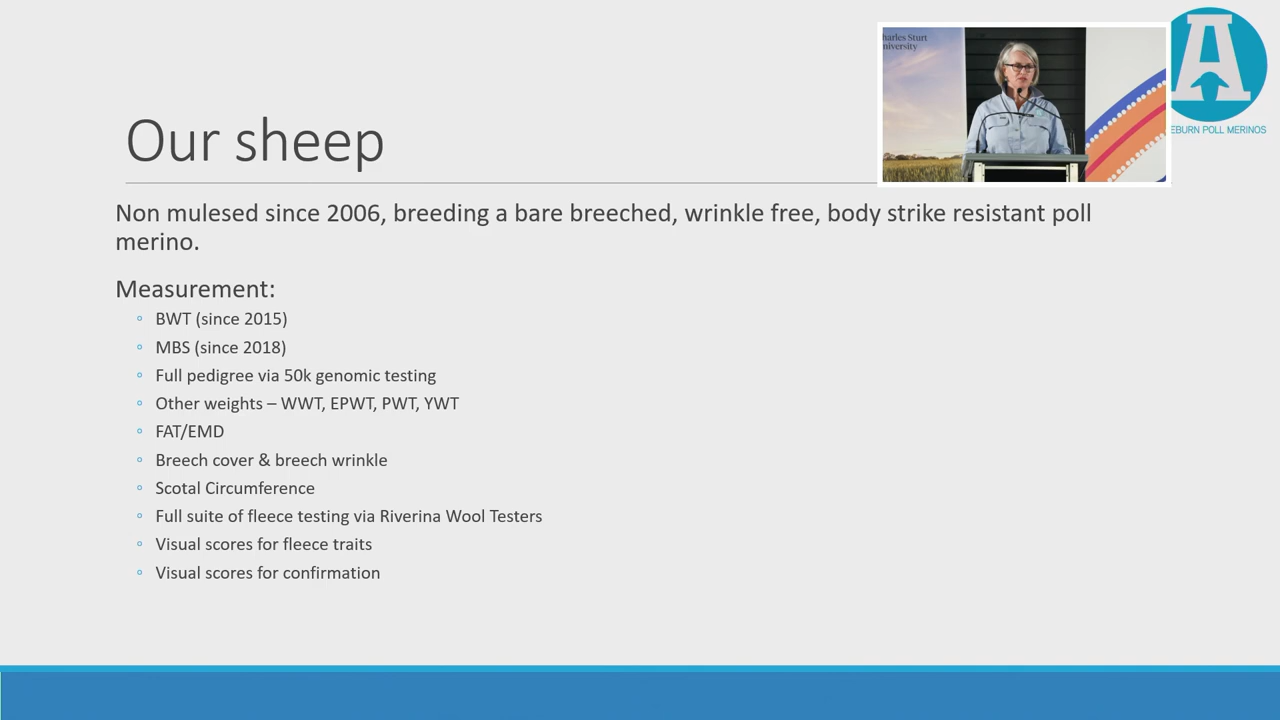 harles Sturt
niversity
A
EBURN POLL MERINOS
Our sheep
Non mulesed since 2006, breeding a bare breeched, wrinkle free, body strike resistant poll
merino.
Measurement:
BWT (since 2015)
MBS (since 2018)
Full pedigree via 50k genomic testing
Other weights – WWT, EPWT, PWT, YWT
FAT/EMD
Breech cover & breech wrinkle
Scotal Circumference
Full suite of fleece testing via Riverina Wool Testers
Visual scores for fleece traits
Visual scores for confirmation